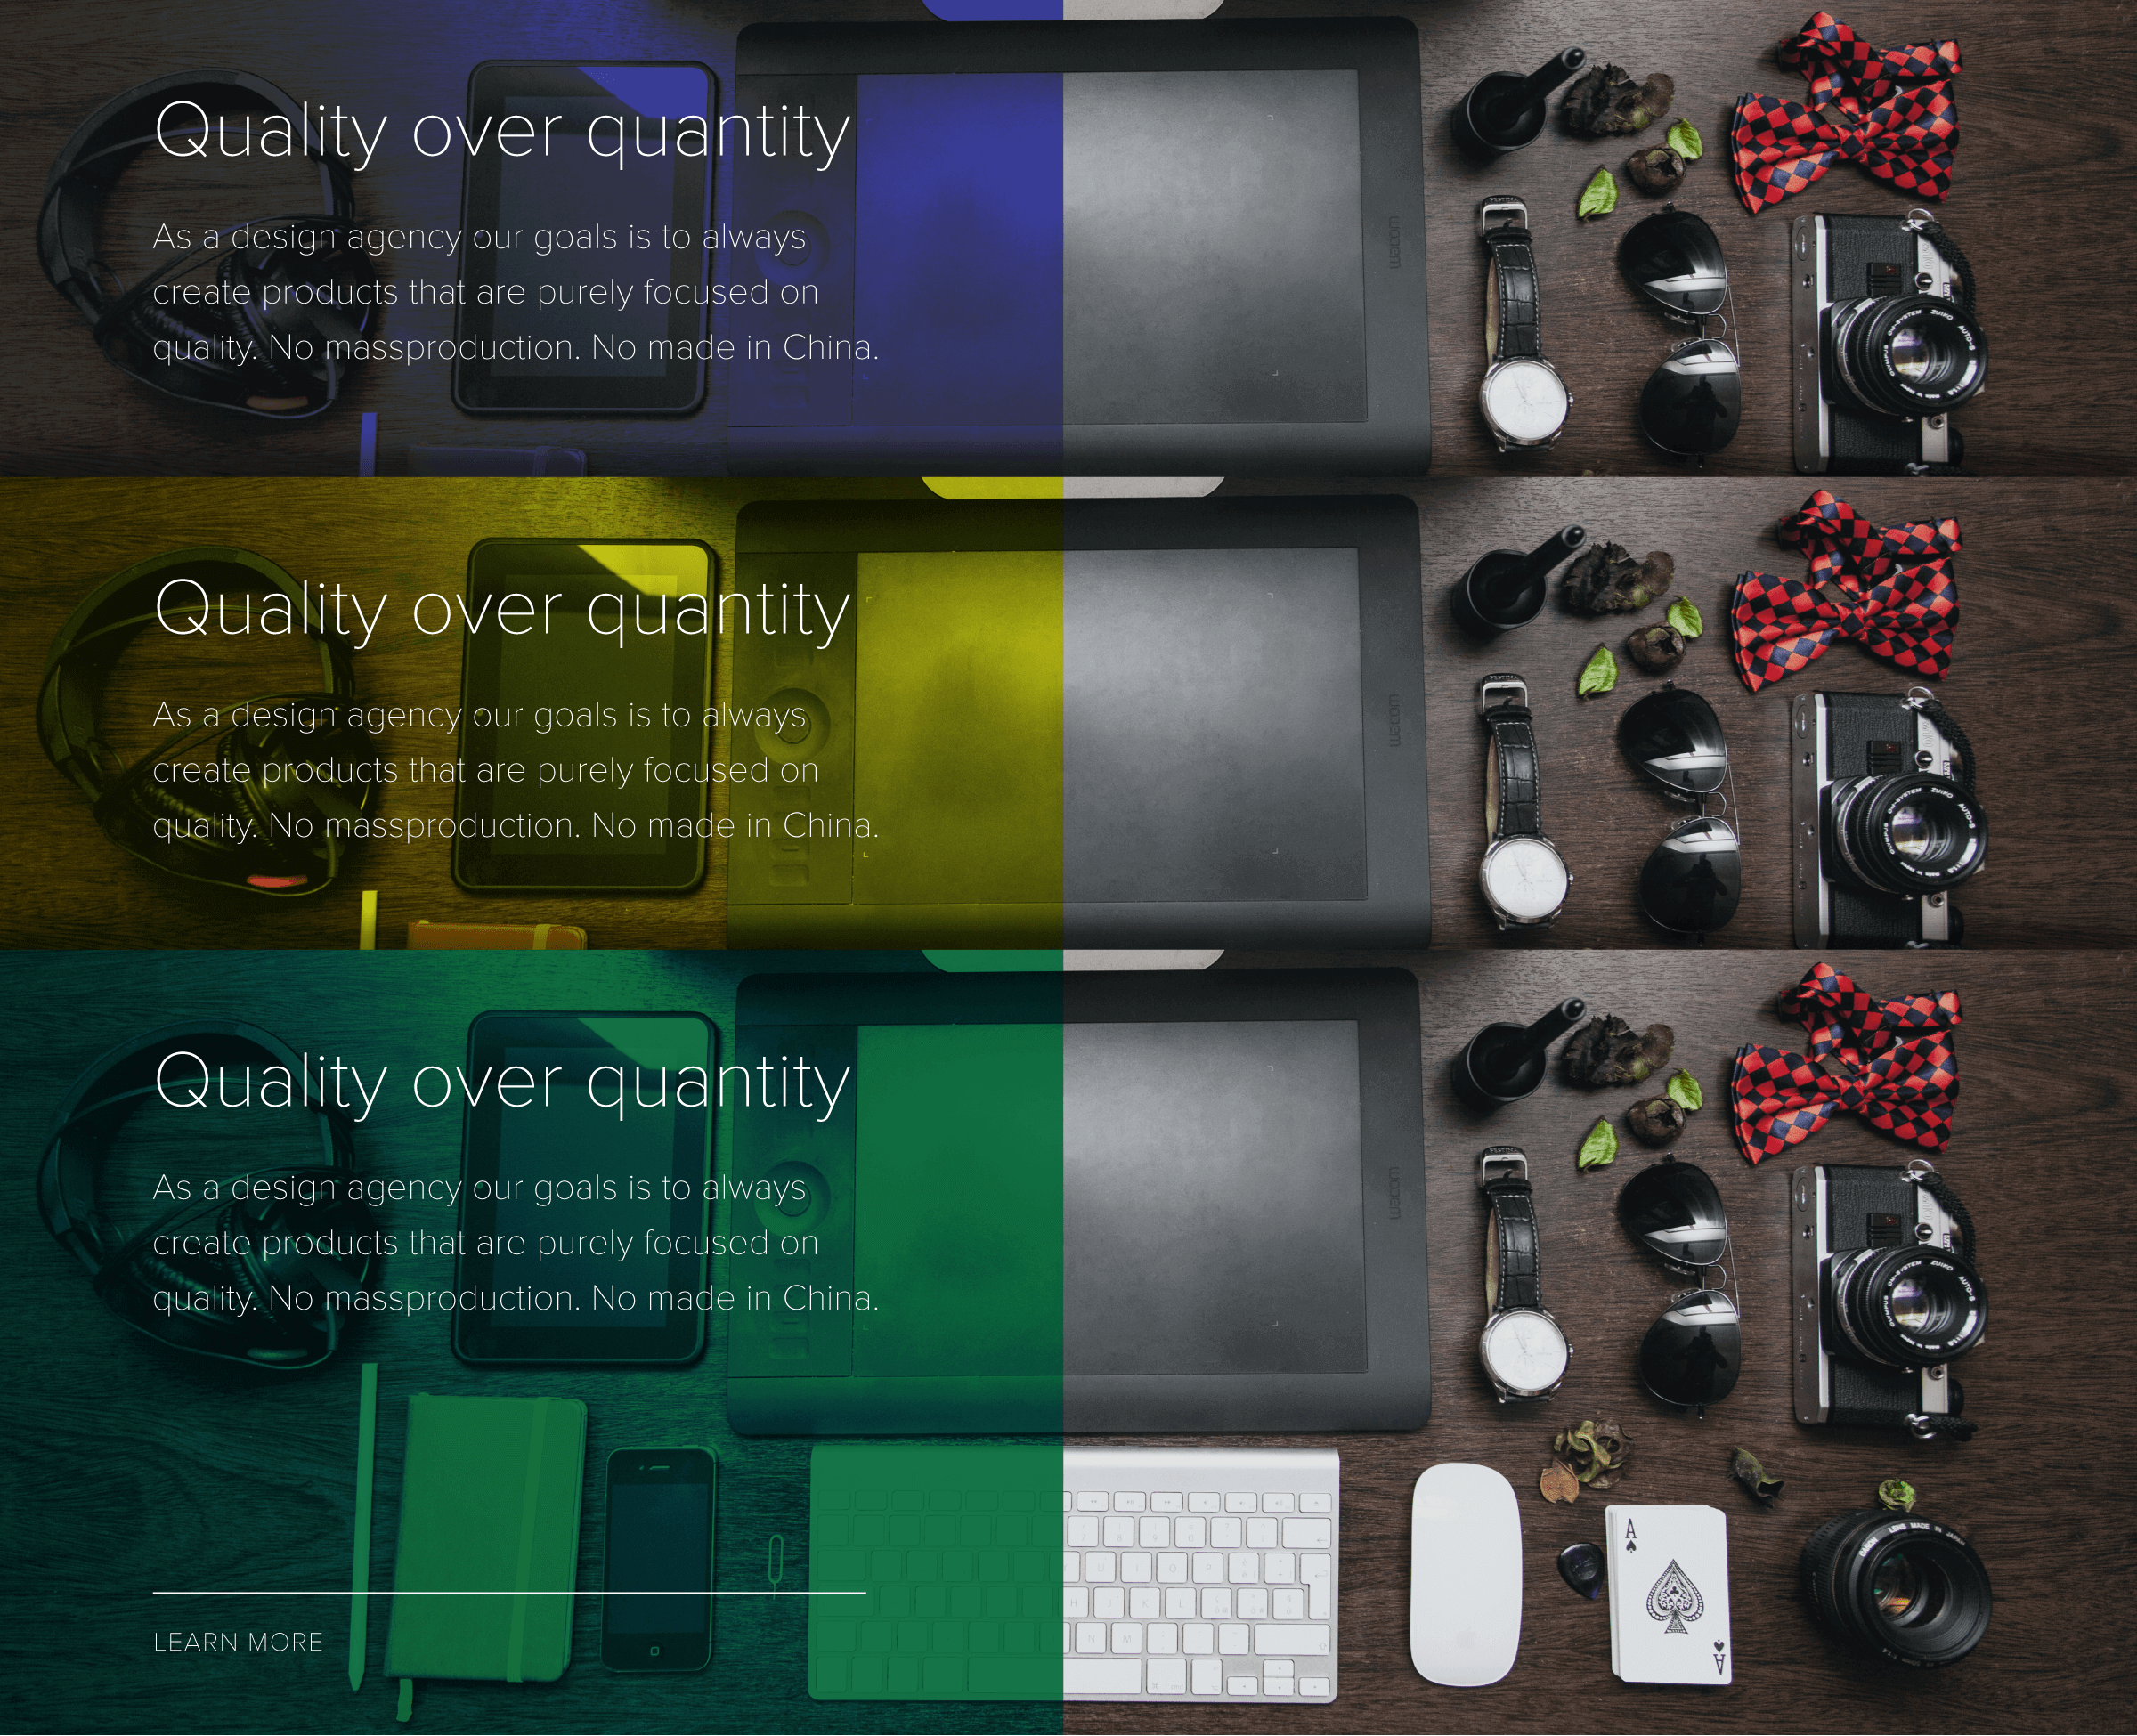 Quality over quantity
As a design agency our goals is to always
create products that are purely focused on
quality. No massproduction. No made in China.
wacom
Quality over quantity
As a design agency our goals is to always
create products that are purely focused on
quality. No massproduction. No made in China.
wacom
Quality over quantity
As a design agency our goals is to always
create products that are purely focused on
quality. No massproduction. No made in China.
wacom
LEARN MORE
A
A